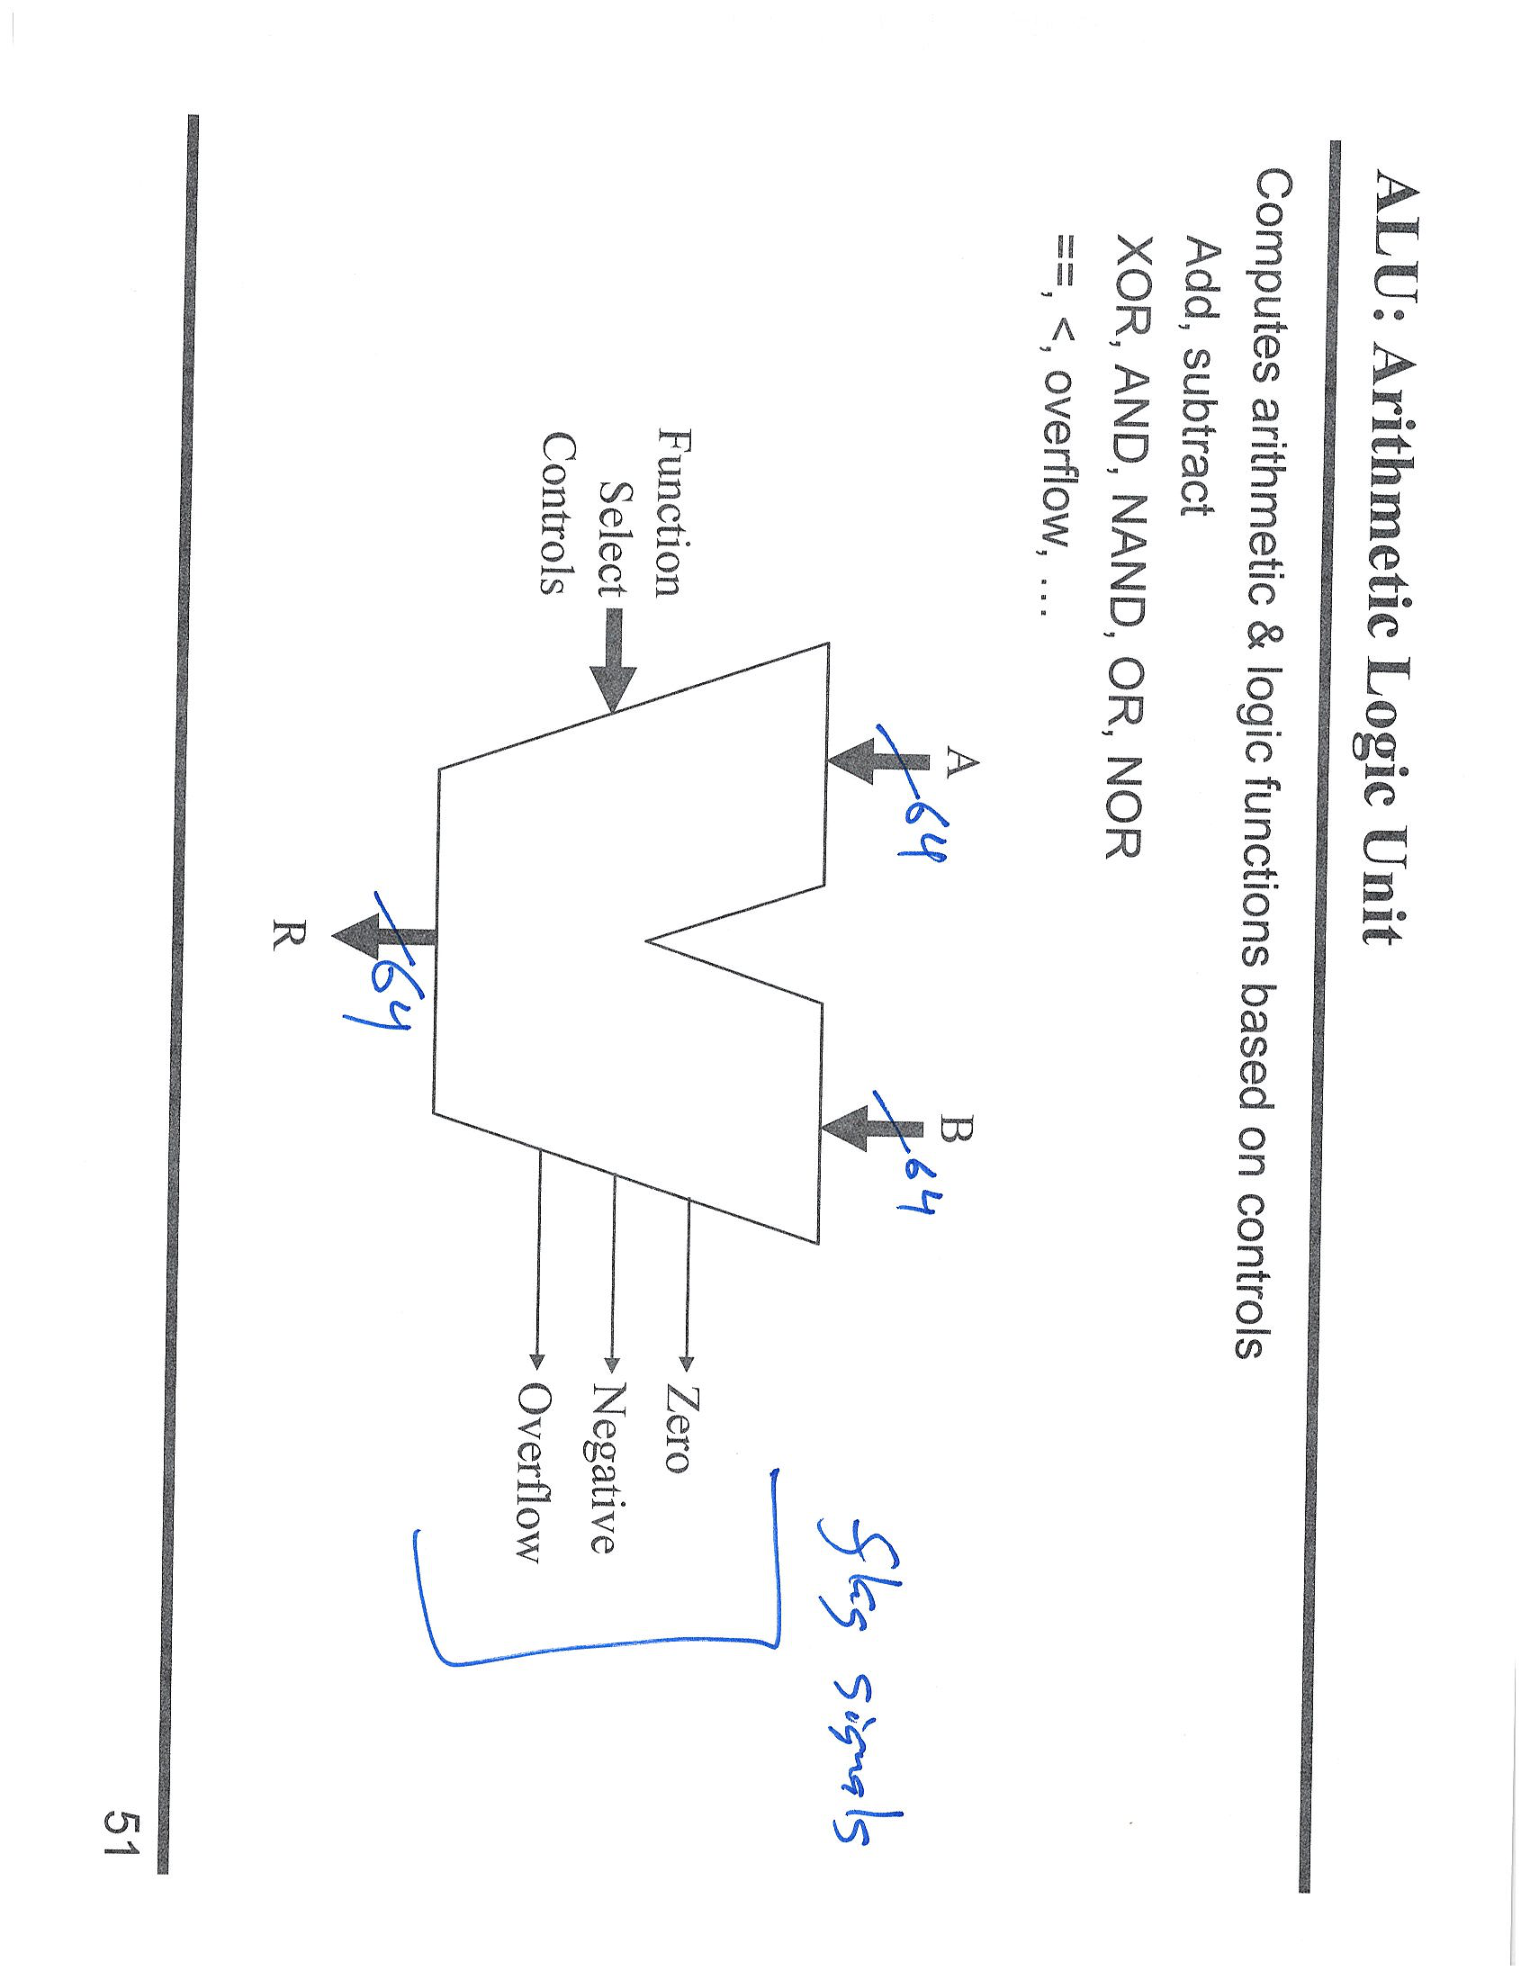 ALU: Arithmetic Logic Unit
Computes arithmetic & logic functions based on controls
Add, subtract
XOR, AND, NAND, OR, NOR
==, <, overflow, …
A
64
B
64
flag signals
Function
Select
Controls
Zero
Negative
Overflow
R
64
51